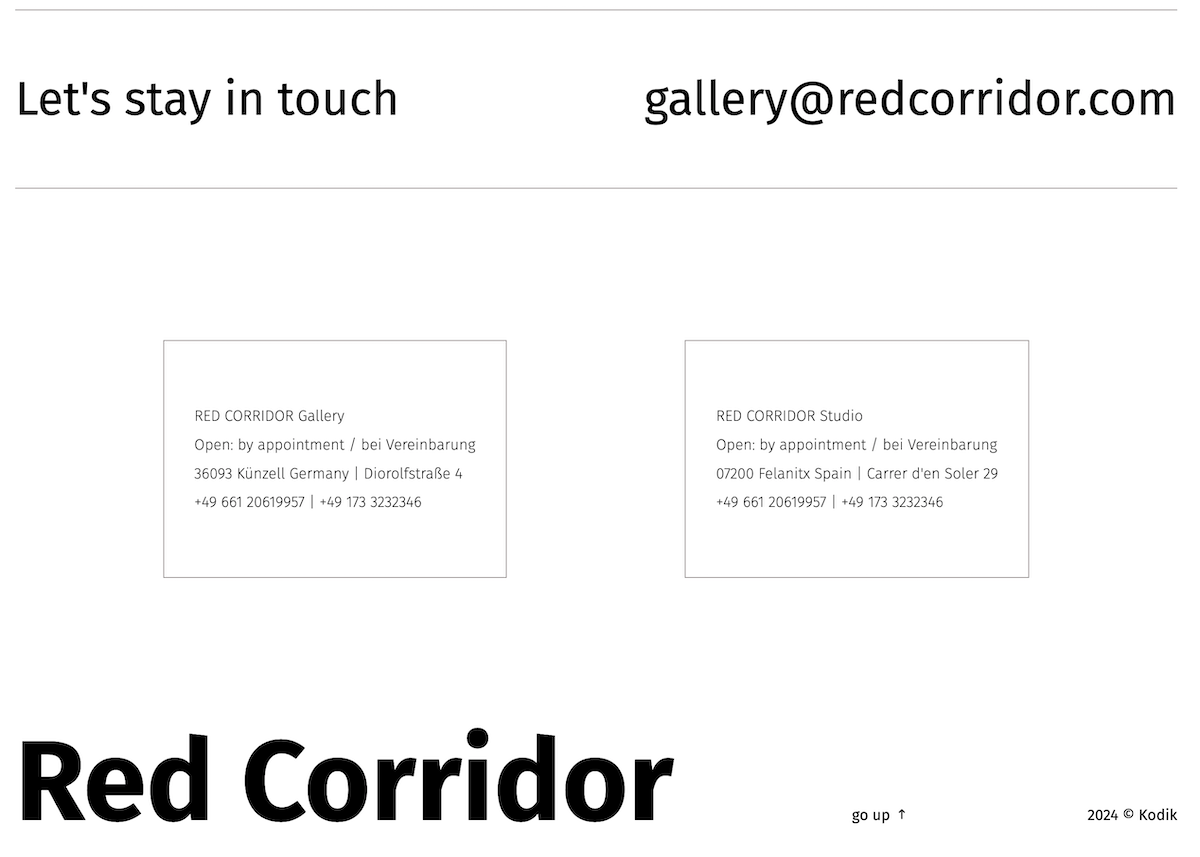 Let's stay in touch
gallery@redcorridor.com
RED CORRIDOR Gallery
Open: by appointment / bei Vereinbarung
36093 Künzell Germany | Diorolfstraße 4
+49 661 20619957 | +49 173 3232346
RED CORRIDOR Studio
Open: by appointment / bei Vereinbarung
07200 Felanitx Spain | Carrer d'en Soler 29
+49 661 20619957 | +49 173 3232346
Red Corridor
go up ↑
2024 © Kodik